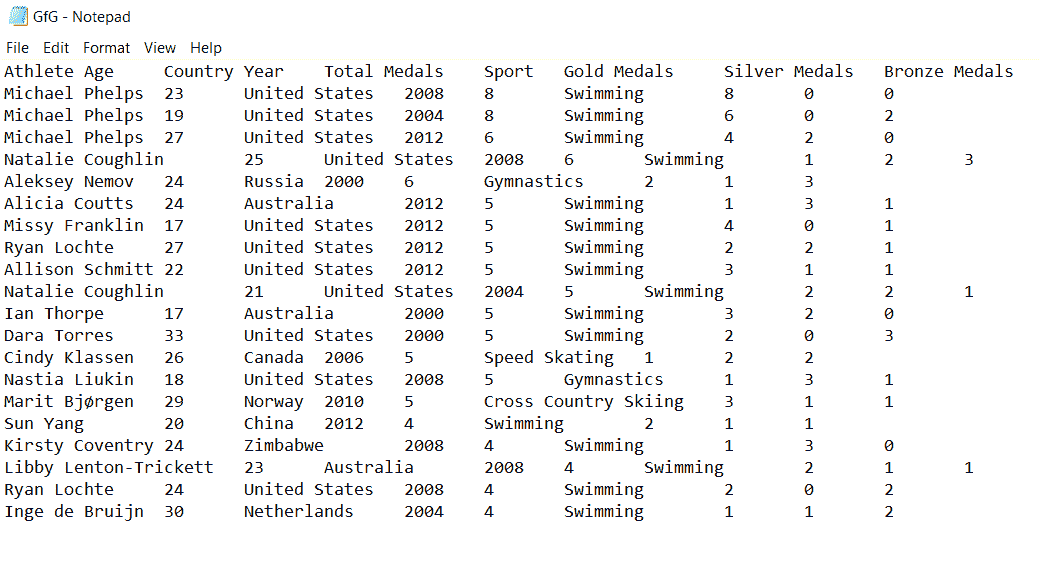 GfG - Notepad
File Edit Format View Help
Athlete Age Country Year Total Medals Sport Gold Medals Silver Medals Bronze Medals
Michael Phelps 23 United States 2008 8 Swimming 8 0 0
Michael Phelps 19 United States 2004 8 Swimming 6 0 2
Michael Phelps 27 United States 2012 6 Swimming 4 2 0
Natalie Coughlin 25 United States 2008 6 Swimming 1 2 3
Aleksey Nemov 24 Russia 2000 6 Gymnastics 2 1 3
Alicia Coutts 24 Australia 2012 5 Swimming 1 3 1
Missy Franklin 17 United States 2012 5 Swimming 4 0 1
Ryan Lochte 27 United States 2012 5 Swimming 2 2 1
Allison Schmitt 22 United States 2012 5 Swimming 3 1 1
Natalie Coughlin 21 United States 2004 5 Swimming 2 2 1
Ian Thorpe 17 Australia 2000 5 Swimming 3 2 0
Dara Torres 33 United States 2000 5 Swimming 2 0 3
Cindy Klassen 26 Canada 2006 5 Speed Skating 1 2 2
Nastia Liukin 18 United States 2008 5 Gymnastics 1 3 1
Marit Bjørgen 29 Norway 2010 5 Cross Country Skiing 3 1 1
Sun Yang 20 China 2012 4 Swimming 2 1 1
Kirsty Coventry 24 Zimbabwe 2008 4 Swimming 1 3 0
Libby Lenton-Trickett 23 Australia 2008 4 Swimming 2 1 1
Ryan Lochte 24 United States 2008 4 Swimming 2 0 2
Inge de Bruijn 30 Netherlands 2004 4 Swimming 1 1 2